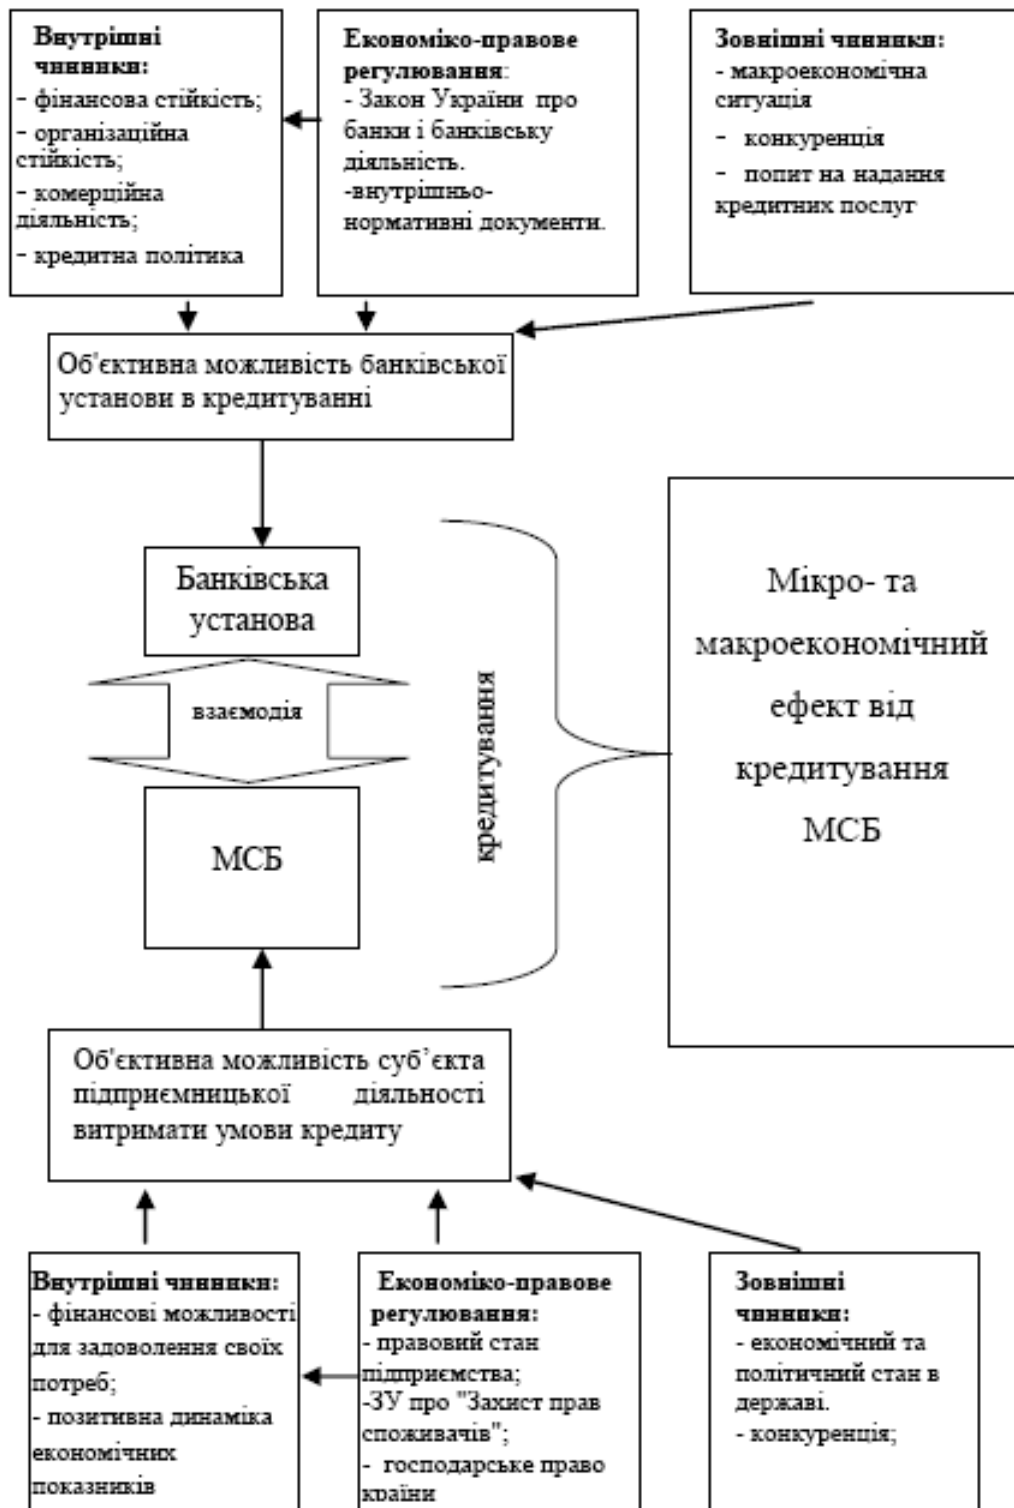 Внутрішні
чинники:
- фінансова стійкість;
- організаційна
стійкість;
- комерційна
діяльність;
- кредитна політика
Економіко-правове
регулювання:
- Закон України про
банки і банківську
діяльність.
-внутрішньо-
нормативні документи.
Зовнішні чинники:
- макроекономічна
ситуація
- конкуренція
- попит на надання
кредитних послуг
Об'єктивна можливість банківської
установи в кредитуванні
Банківська
установа
взаємодія
МСБ
кредитування
Мікро- та
макроекономічний
ефект від
кредитування
МСБ
Об'єктивна можливість суб’єкта
підприємницької діяльності
витримати умови кредиту
Внутрішні чинники:
- фінансові можливості
для задоволення своїх
потреб;
- позитивна динаміка
економічних
показників
Економіко-правове
регулювання:
- правовий стан
підприємства;
-ЗУ про "Захист прав
споживачів";
- господарське право
країни
Зовнішні
чинники:
- економічний та
політичний стан в
державі.
- конкуренція;